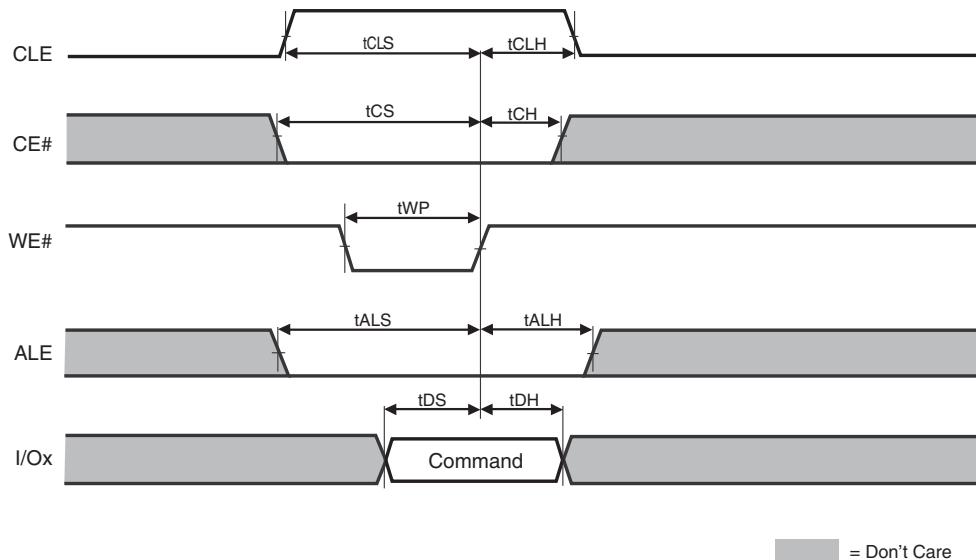 CLE
tCLS
tCLH
CE#
tCS
tCH
WE#
tWP
ALE
tALS
tALH
I/Ox
tDS
tDH
Command
= Don't Care